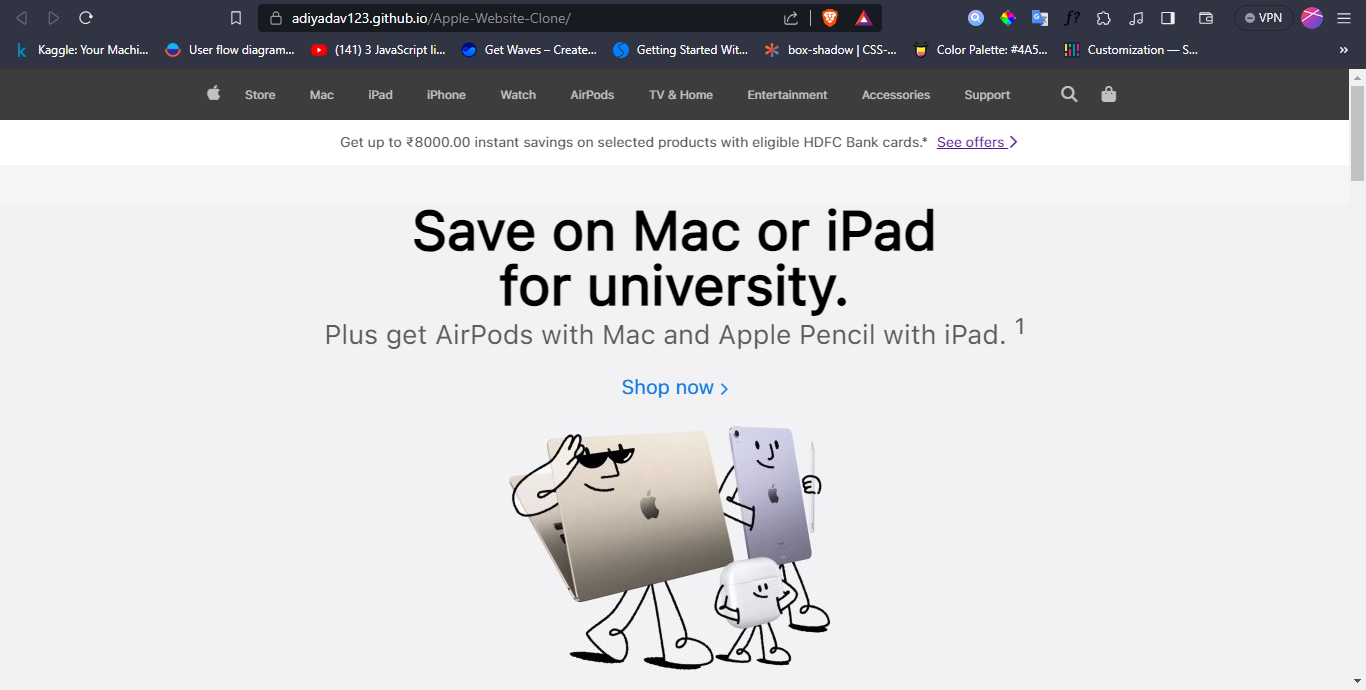 adiyadav123.github.io/Apple-Website-Clone/
VPN
Kaggle: Your Machi... User flow diagram... (141) 3 JavaScript li... Get Waves – Create... Getting Started Wit... box-shadow | CSS-... Color Palette: #4A5... Customization — S... »
Store Mac iPad iPhone Watch AirPods TV & Home Entertainment Accessories Support
Get up to ₹8000.00 instant savings on selected products with eligible HDFC Bank cards.* See offers >
Save on Mac or iPad
for university.
Plus get AirPods with Mac and Apple Pencil with iPad. 1
Shop now >